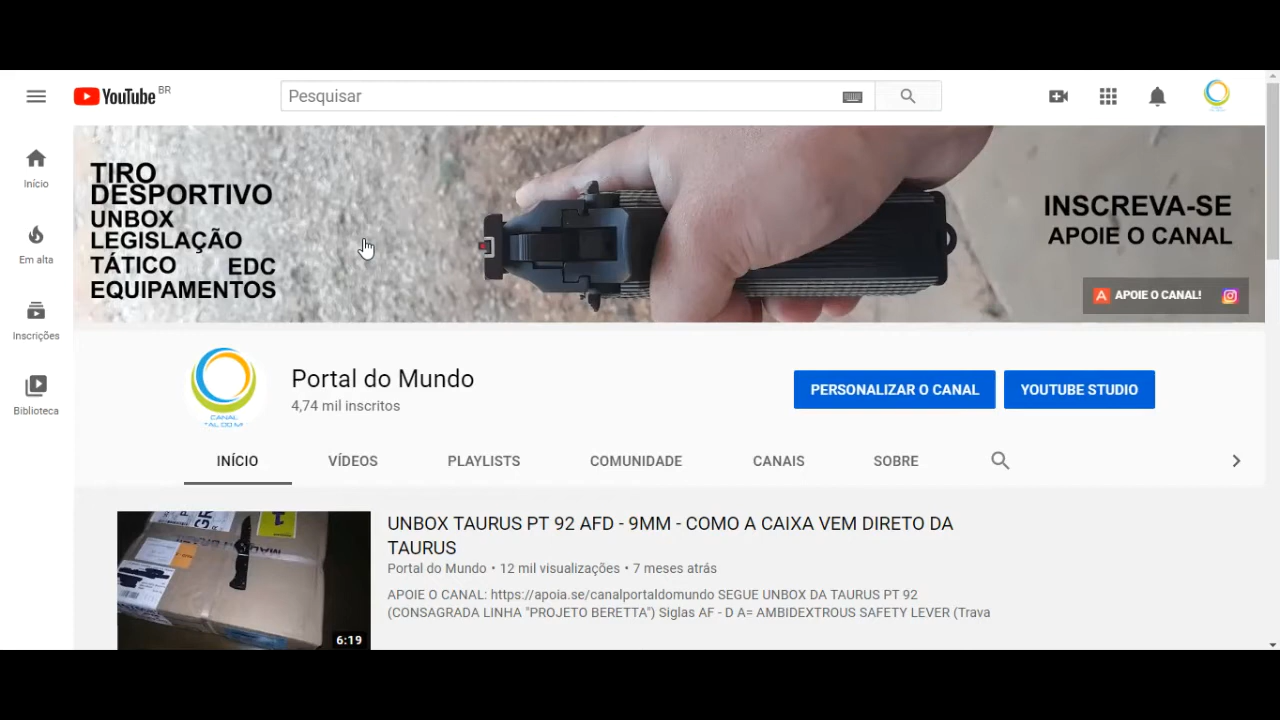 YouTube BR
Pesquisar
Início
Em alta
Inscrições
Biblioteca
TIRO
DESPORTIVO
UNBOX
LEGISLAÇÃO
TÁTICO EDC
EQUIPAMENTOS
INSCREVA-SE
APOIE O CANAL
APOIE O CANAL!
CANAL
Portal do Mundo
4,74 mil inscritos
PERSONALIZAR O CANAL
YOUTUBE STUDIO
INÍCIO VÍDEOS PLAYLISTS COMUNIDADE CANAIS SOBRE
6:19
UNBOX TAURUS PT 92 AFD - 9MM - COMO A CAIXA VEM DIRETO DA
TAURUS
Portal do Mundo • 12 mil visualizações • 7 meses atrás
APOIE O CANAL: https://apoia.se/canalportaldomundo SEGUE UNBOX DA TAURUS PT 92
(CONSAGRADA LINHA "PROJETO BERETTA") Siglas AF - D A= AMBIDEXTROUS SAFETY LEVER (Trava